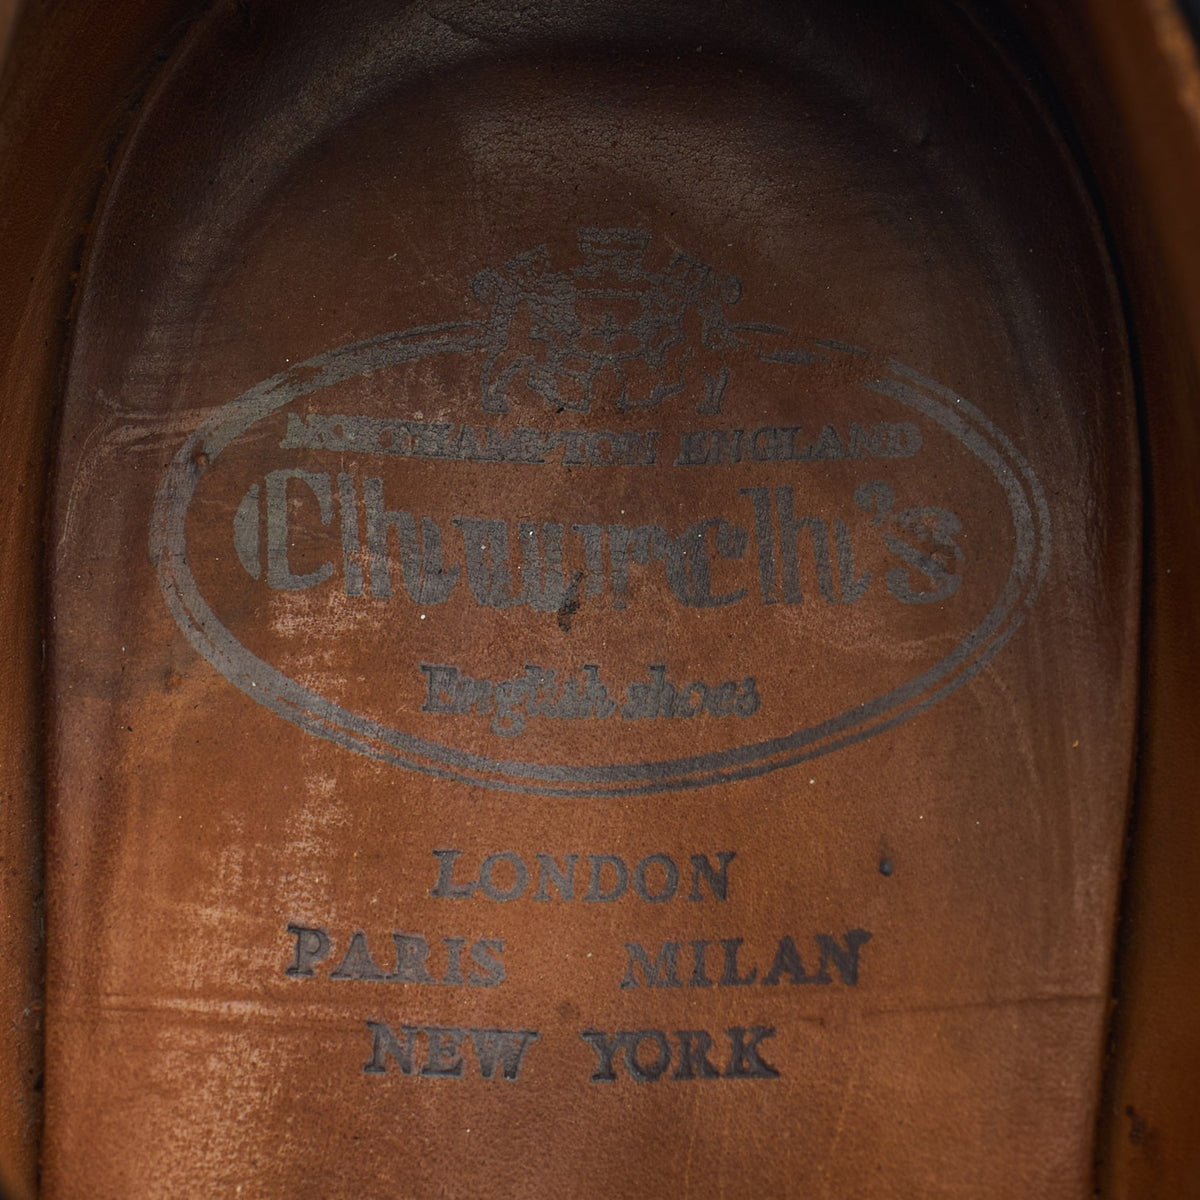 NORTHAMPTON ENGLAND
Church's
English shoes
LONDON
PARIS MILAN
NEW YORK